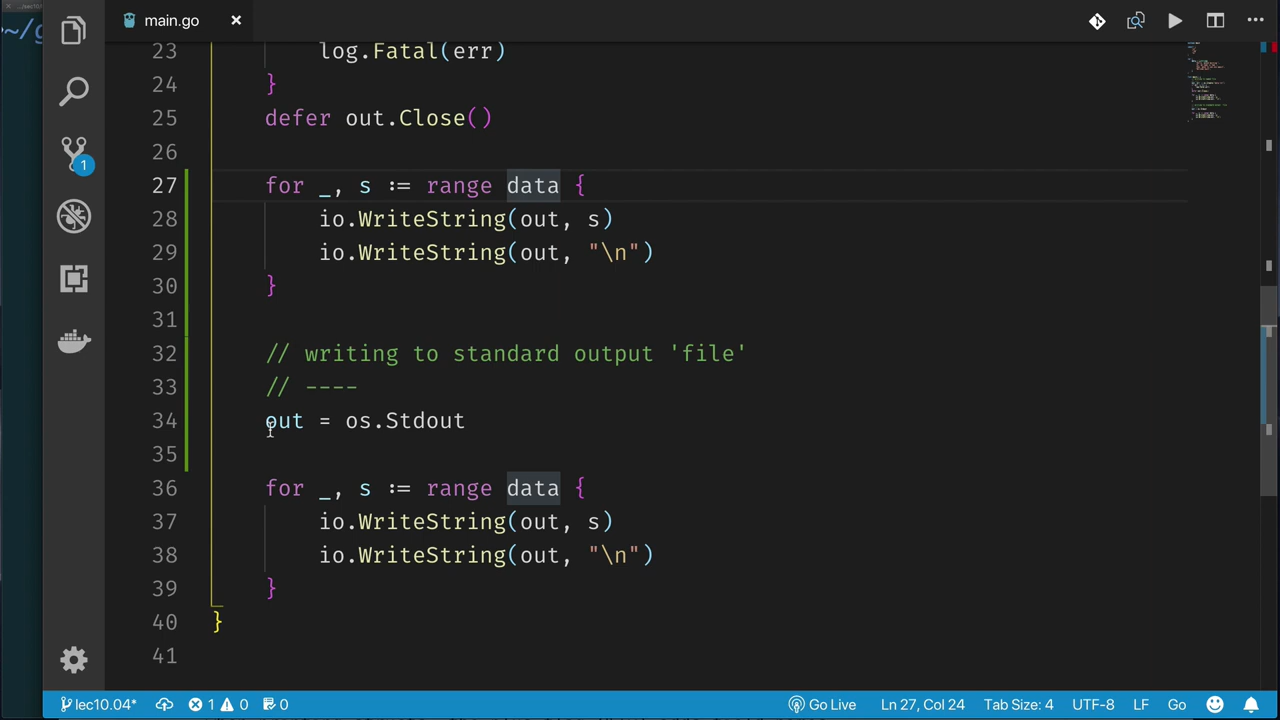 main.go
23 log.Fatal(err)
24 }
25 defer out.Close()
26
27 for _, s := range data {
28 io.WriteString(out, s)
29 io.WriteString(out, "\n")
30 }
31
32 // writing to standard output 'file'
33 // ----
34 out = os.Stdout
35
36 for _, s := range data {
37 io.WriteString(out, s)
38 io.WriteString(out, "\n")
39 }
40 }
41
1
~/g
lec10.04* 1 0 0 Go Live Ln 27, Col 24 Tab Size: 4 UTF-8 LF Go